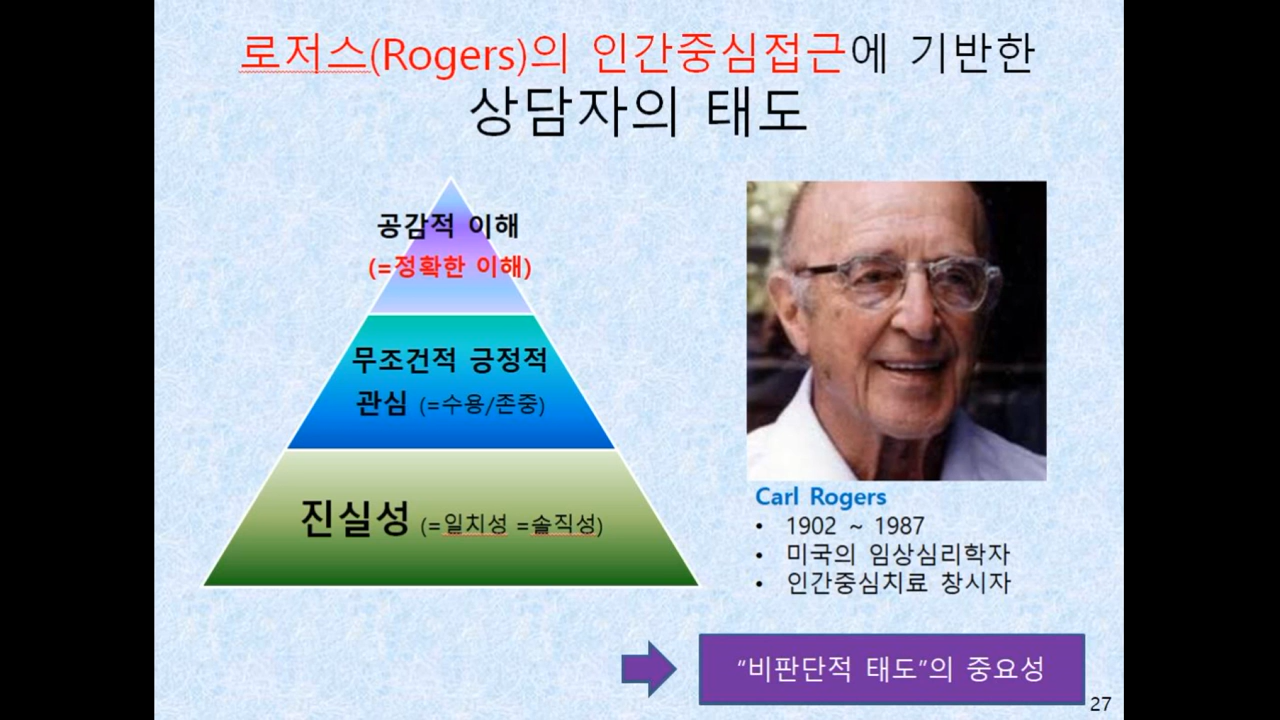 로저스(Rogers)의 인간중심접근에 기반한
상담자의 태도
공감적 이해
(=정확한 이해)
무조건적 긍정적
관심 (=수용/존중)
진실성 (=일치성 =솔직성)
Carl Rogers
• 1902 ~ 1987
• 미국의 임상심리학자
• 인간중심치료 창시자
“비판단적 태도”의 중요성
27